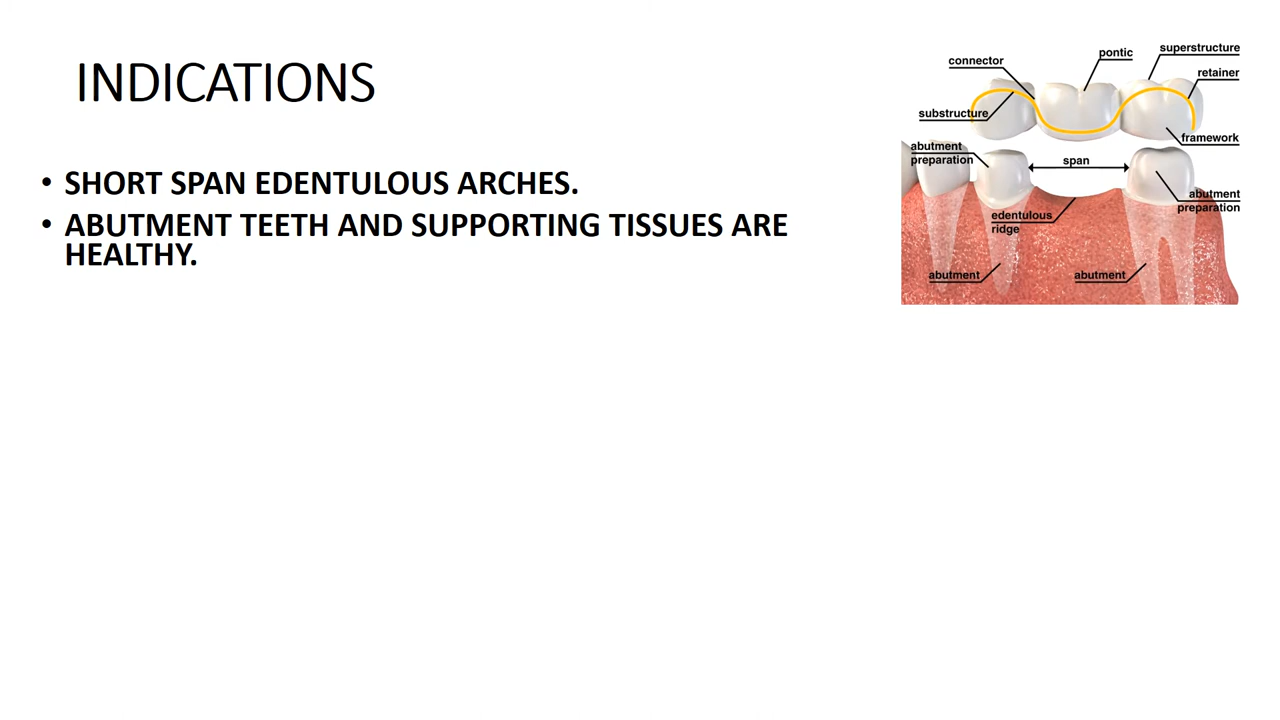 INDICATIONS
• SHORT SPAN EDENTULOUS ARCHES.
• ABUTMENT TEETH AND SUPPORTING TISSUES ARE
HEALTHY.
pontic
superstructure
connector
retainer
substructure
framework
abutment
preparation
span
abutment
preparation
edentulous
ridge
abutment
abutment